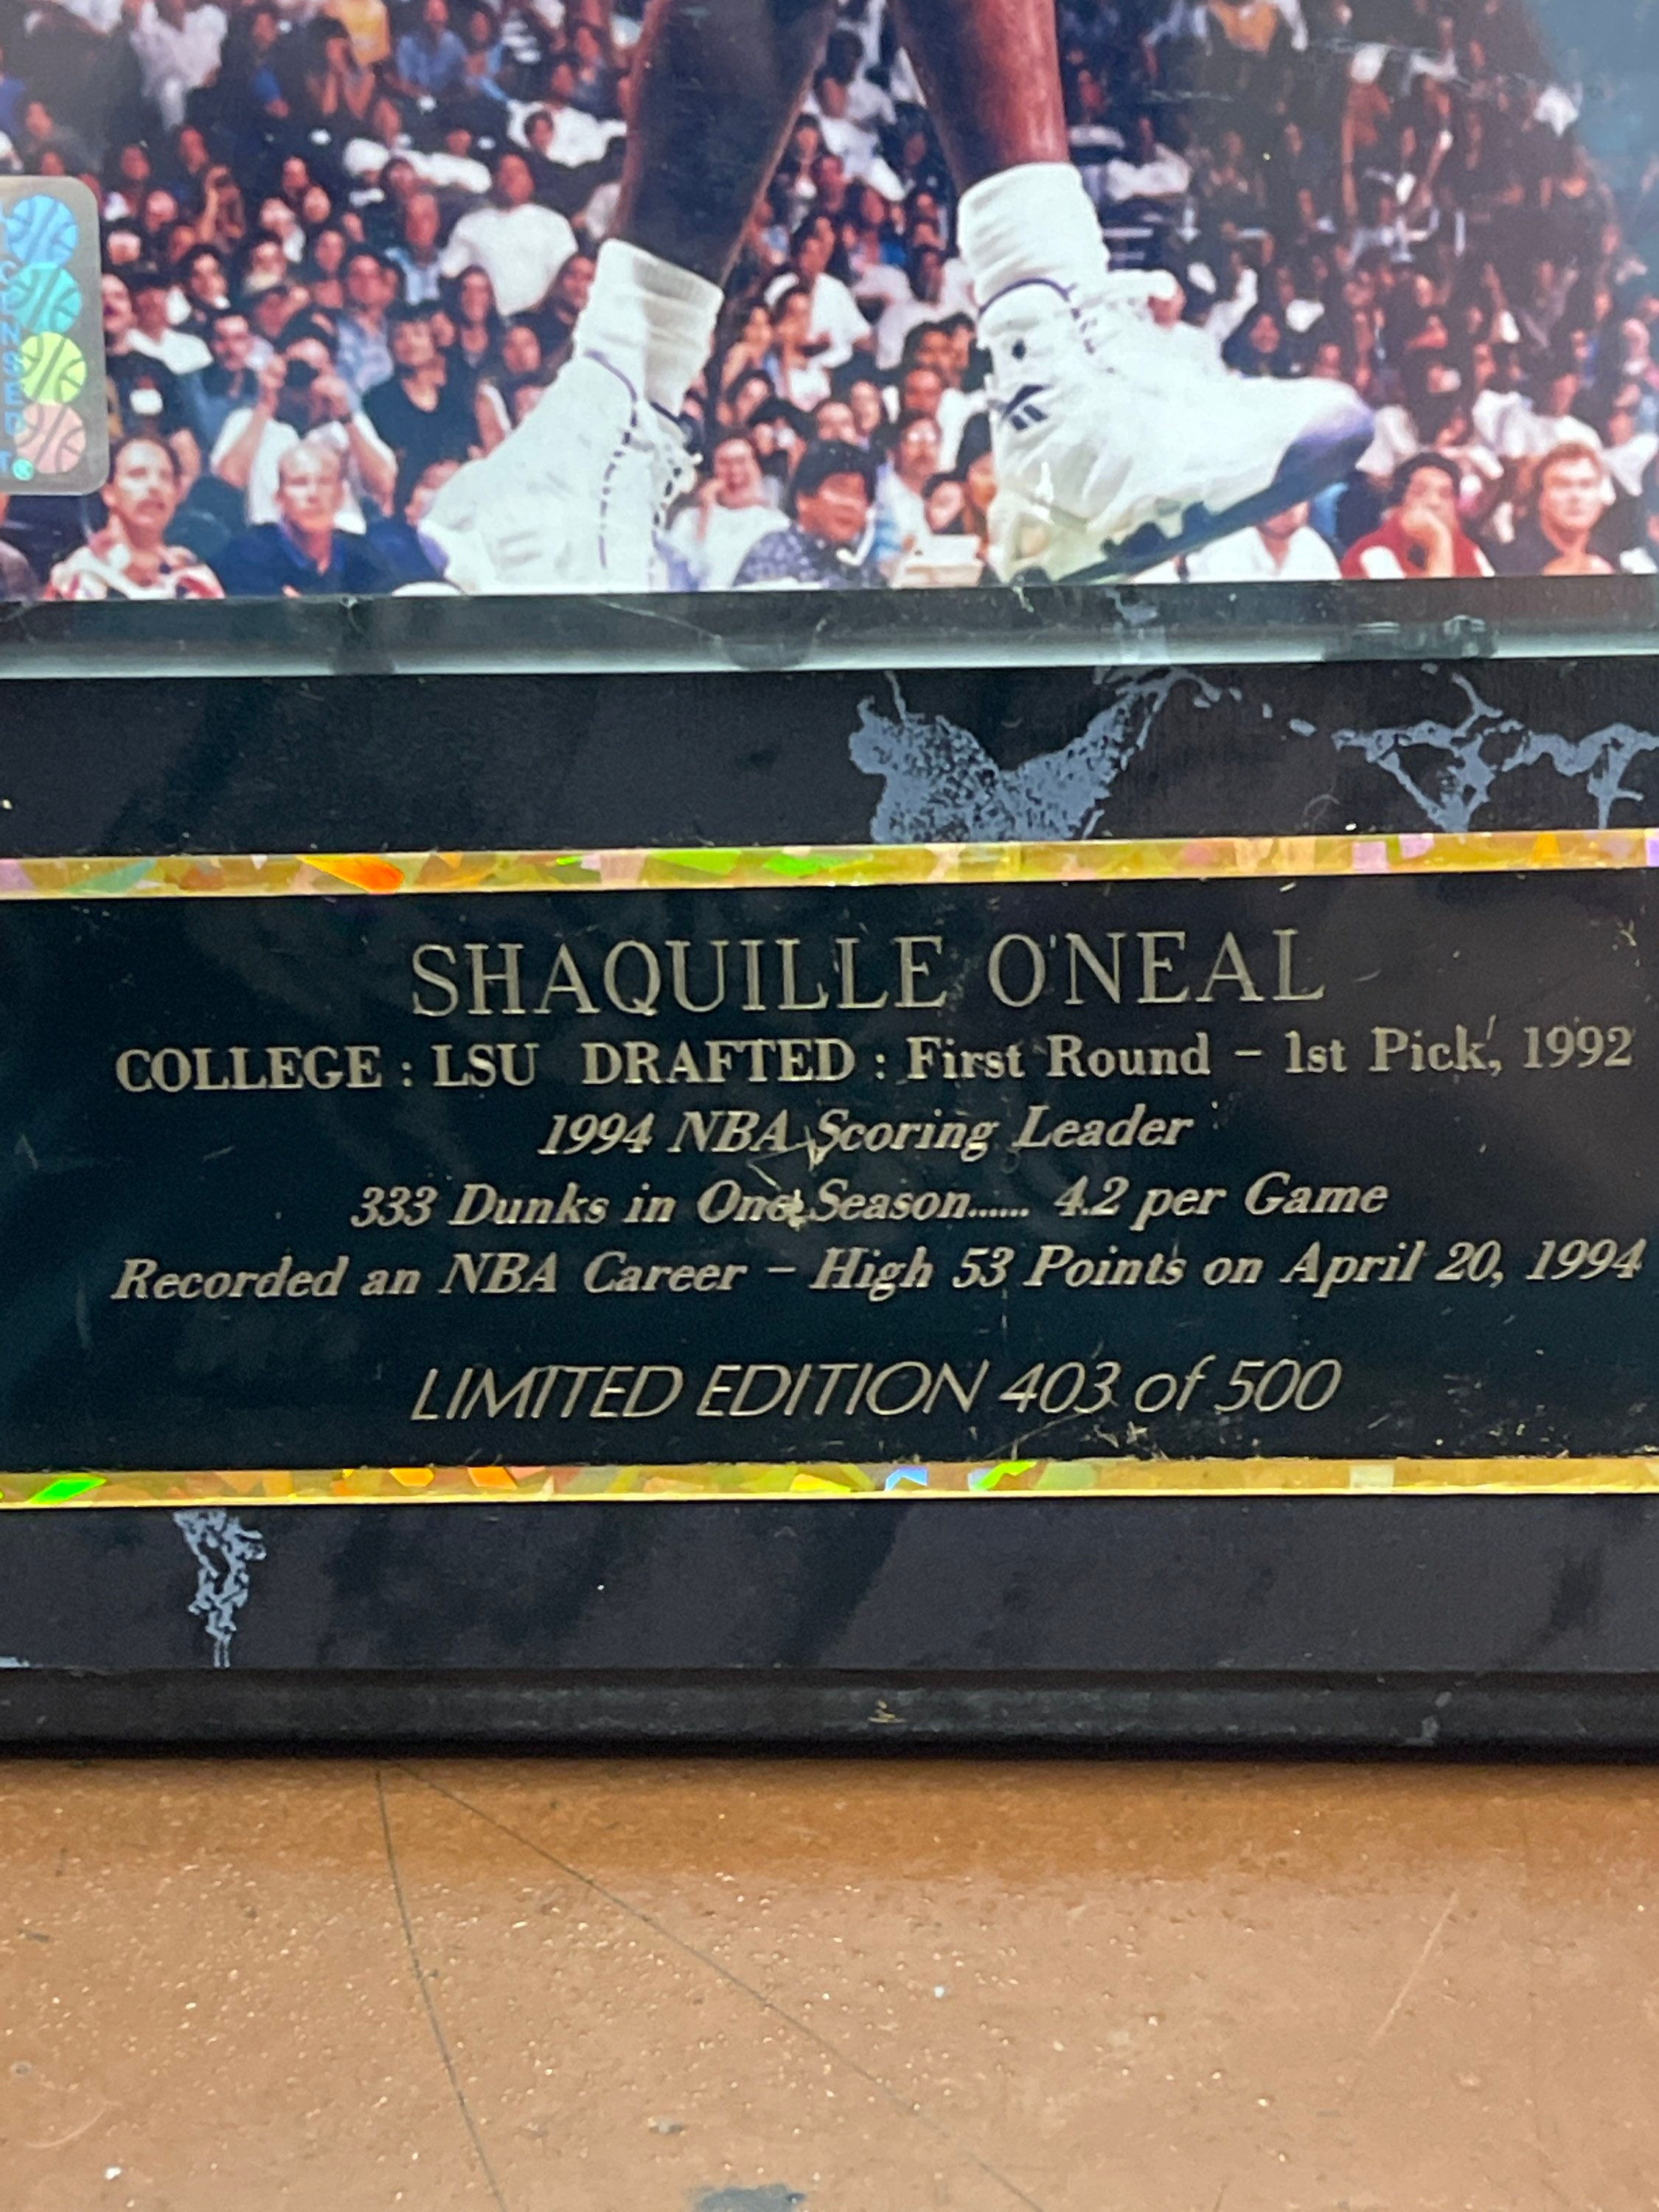 LICENSED
SHAQUILLE O'NEAL
COLLEGE : LSU DRAFTED : First Round - 1st Pick, 1992
1994 NBA Scoring Leader
333 Dunks in One Season...... 4.2 per Game
Recorded an NBA Career - High 53 Points on April 20, 1994
LIMITED EDITION 403 of 500